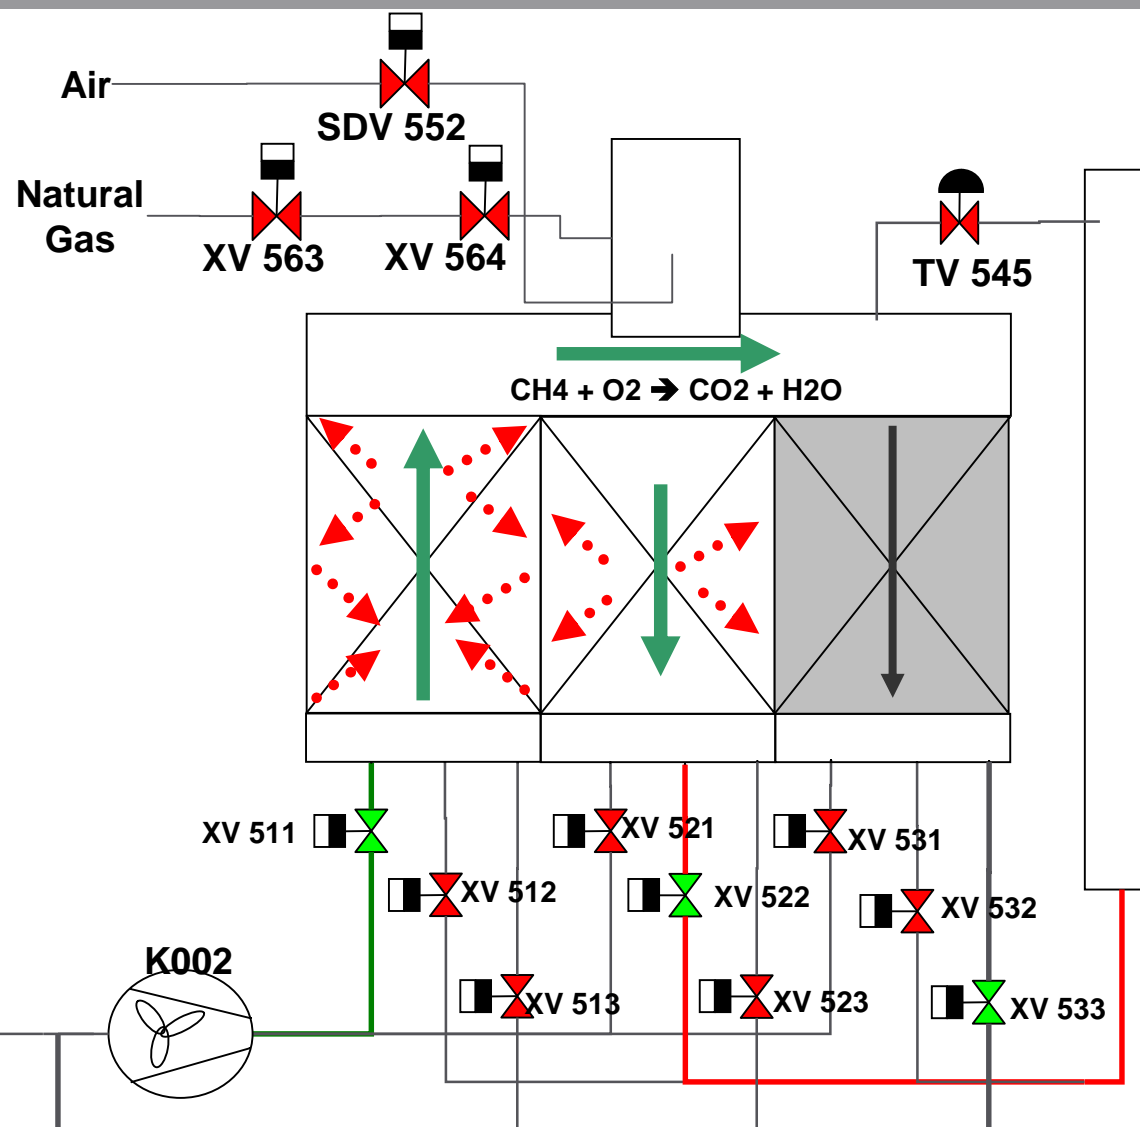 Air
SDV 552
Natural
Gas
XV 563
XV 564
TV 545
CH4 + O2 ➔ CO2 + H2O
XV 511
XV 521
XV 531
XV 512
XV 522
XV 532
K002
XV 513
XV 523
XV 533